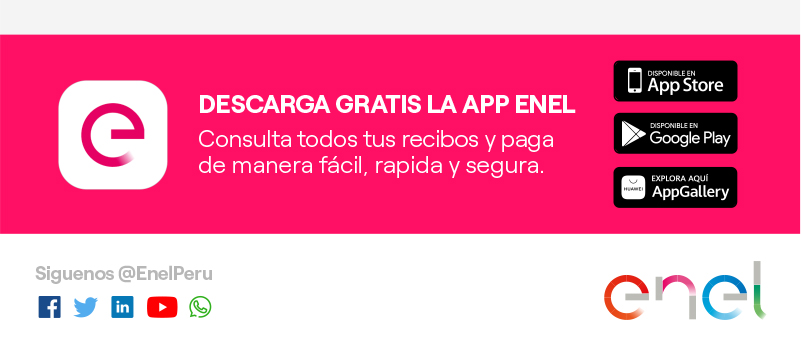 DESCARGA GRATIS LA APP ENEL
Consulta todos tus recibos y paga
de manera fácil, rapida y segura.
DISPONIBLE EN
App Store
DISPONIBLE EN
Google Play
HUAWEI
EXPLORA AQUÍ
AppGallery
Siguenos @EnelPeru
enel